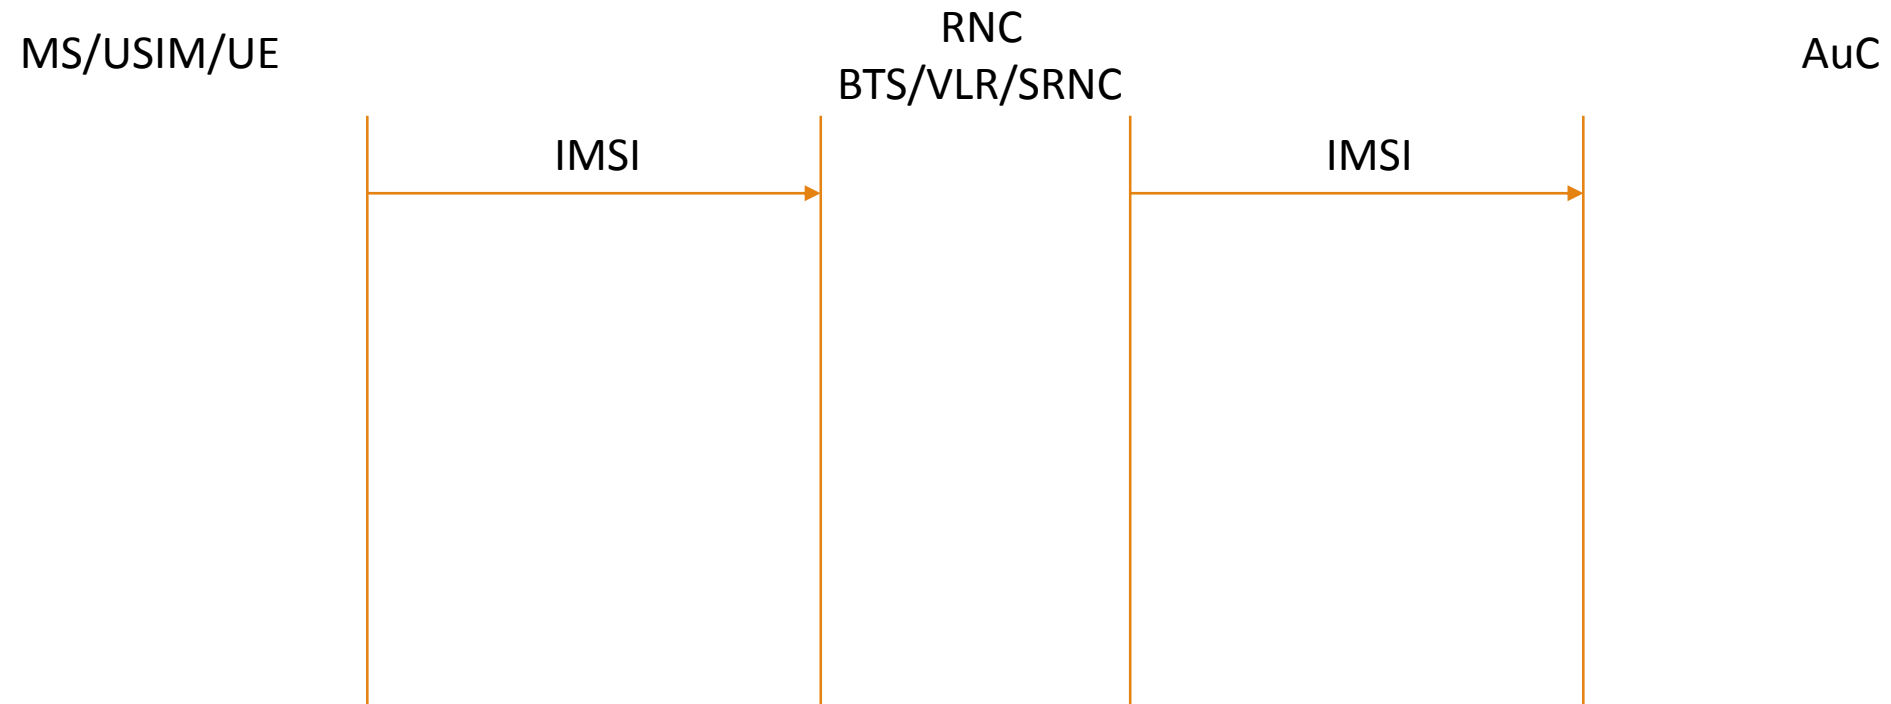 MS/USIM/UE
RNC
BTS/VLR/SRNC
AuC
IMSI
IMSI